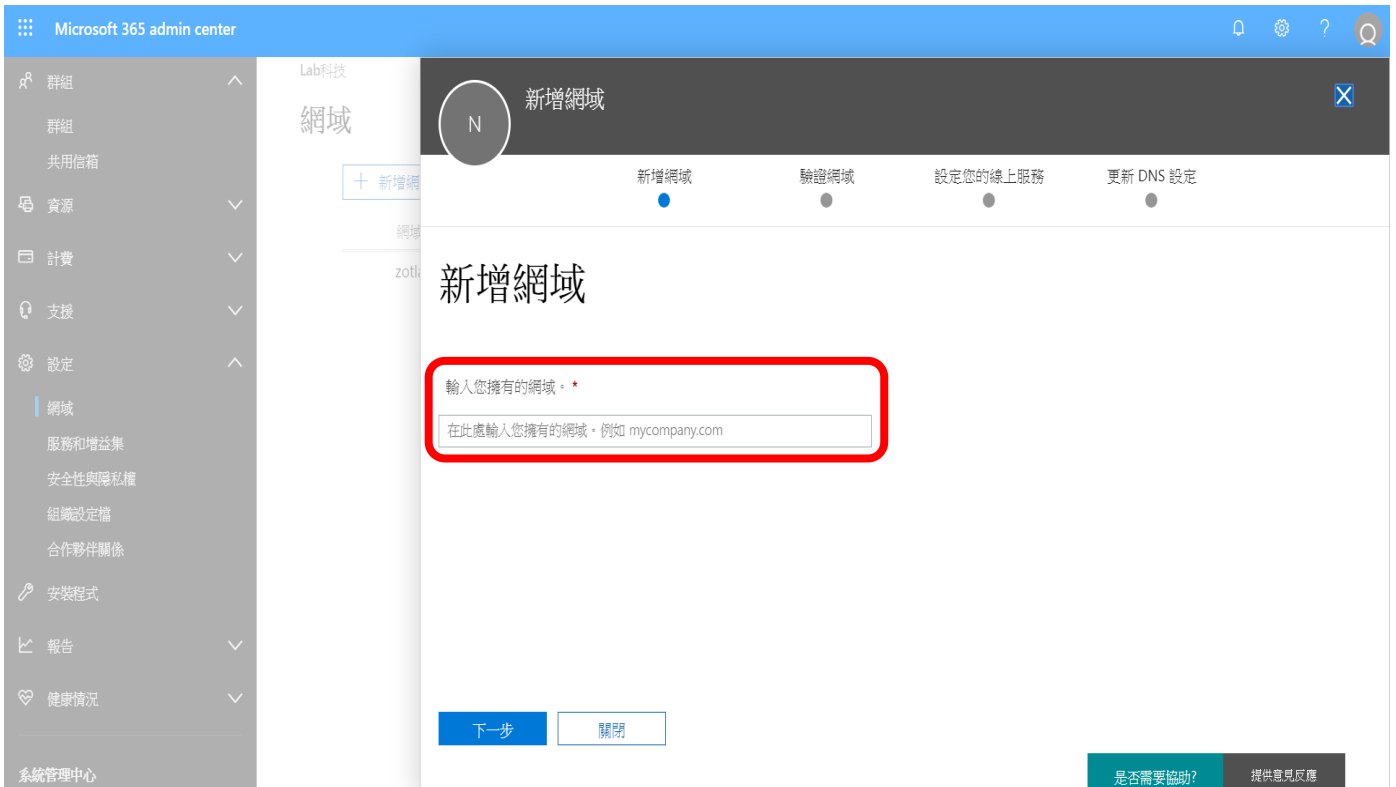 Microsoft 365 admin center
群組
群組
共用信箱
資源
計費
支援
設定
網域
服務和增益集
安全性與隱私權
組織設定檔
合作夥伴關係
安裝程式
報告
健康情況
系統管理中心
Lab科技
網域
新增網
網域
zotla
N
新增網域
新增網域
驗證網域
設定您的線上服務
更新 DNS 設定
新增網域
輸入您擁有的網域。*
在此處輸入您擁有的網域。例如 mycompany.com
下一步
關閉
是否需要協助?
提供意見反應